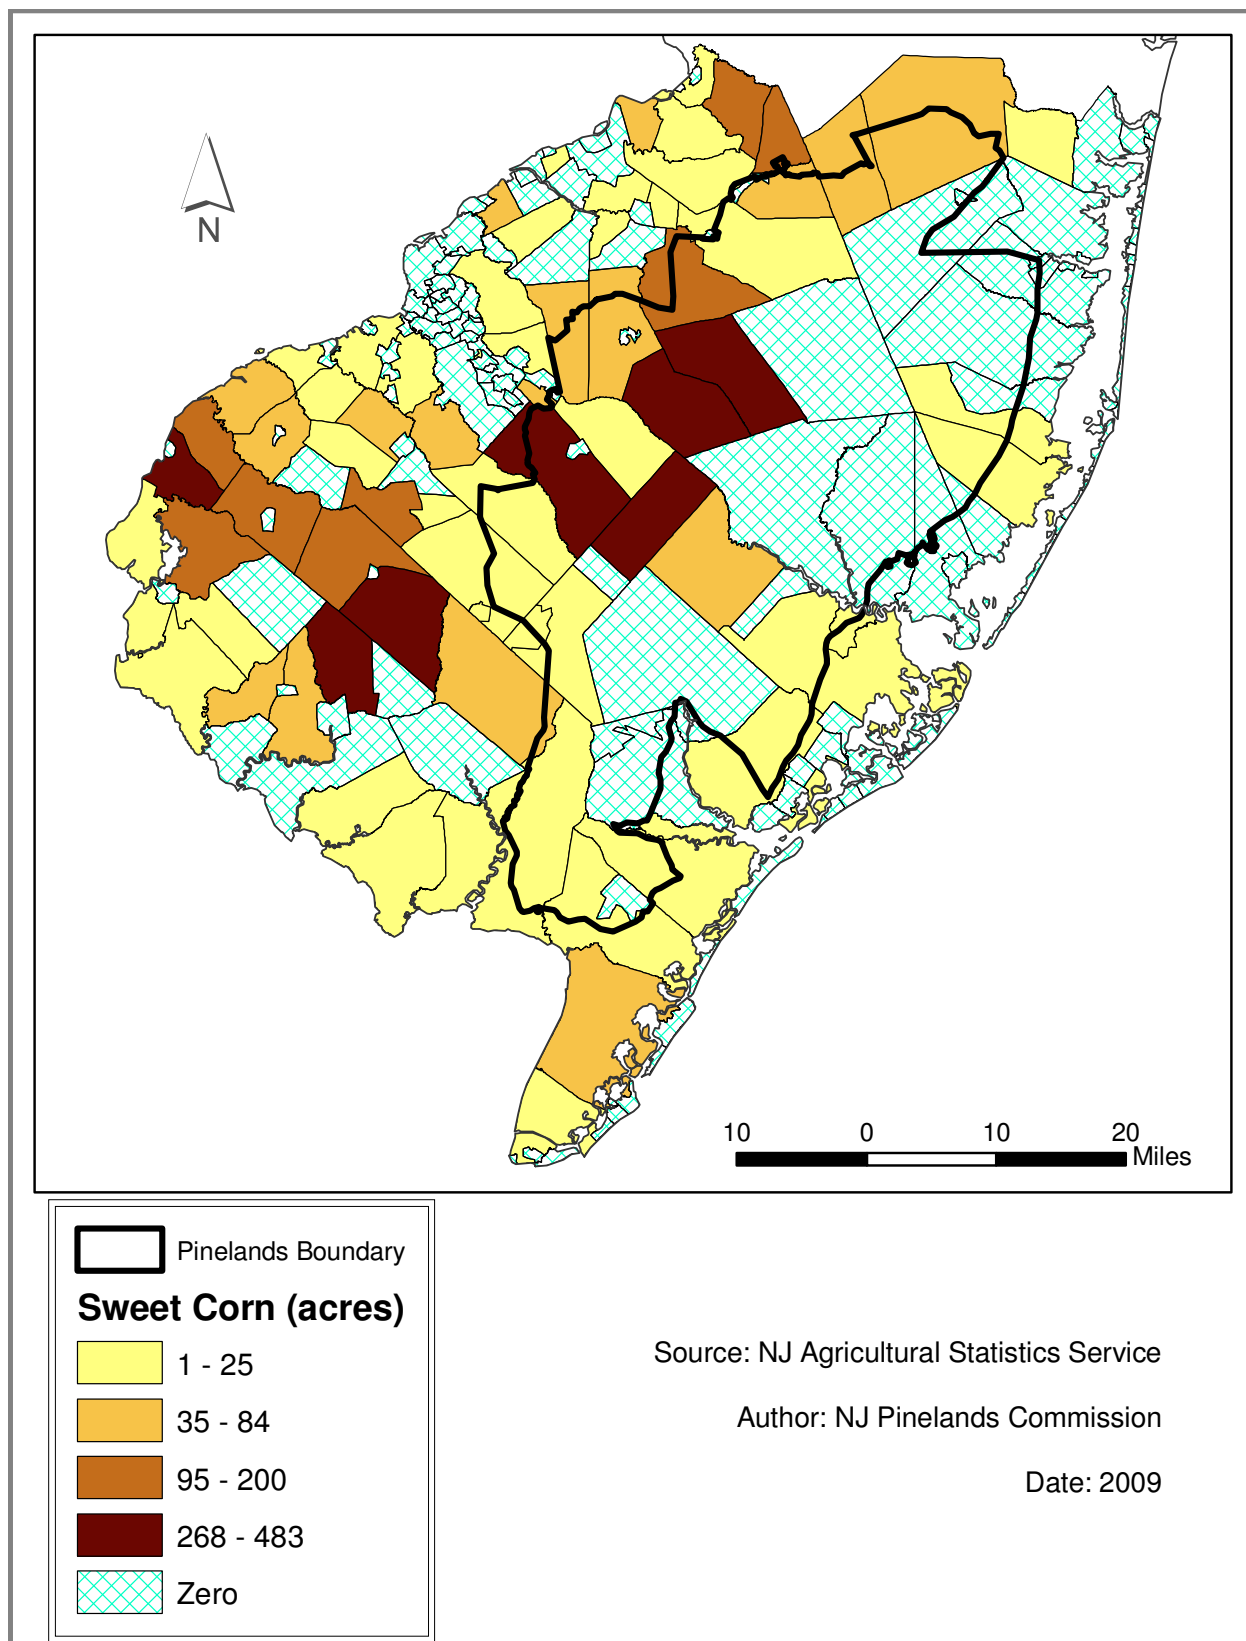 N
10 0 10 20
Miles
Pinelands Boundary
Sweet Corn (acres)
1 - 25
35 - 84
95 - 200
268 - 483
Zero
Source: NJ Agricultural Statistics Service
Author: NJ Pinelands Commission
Date: 2009